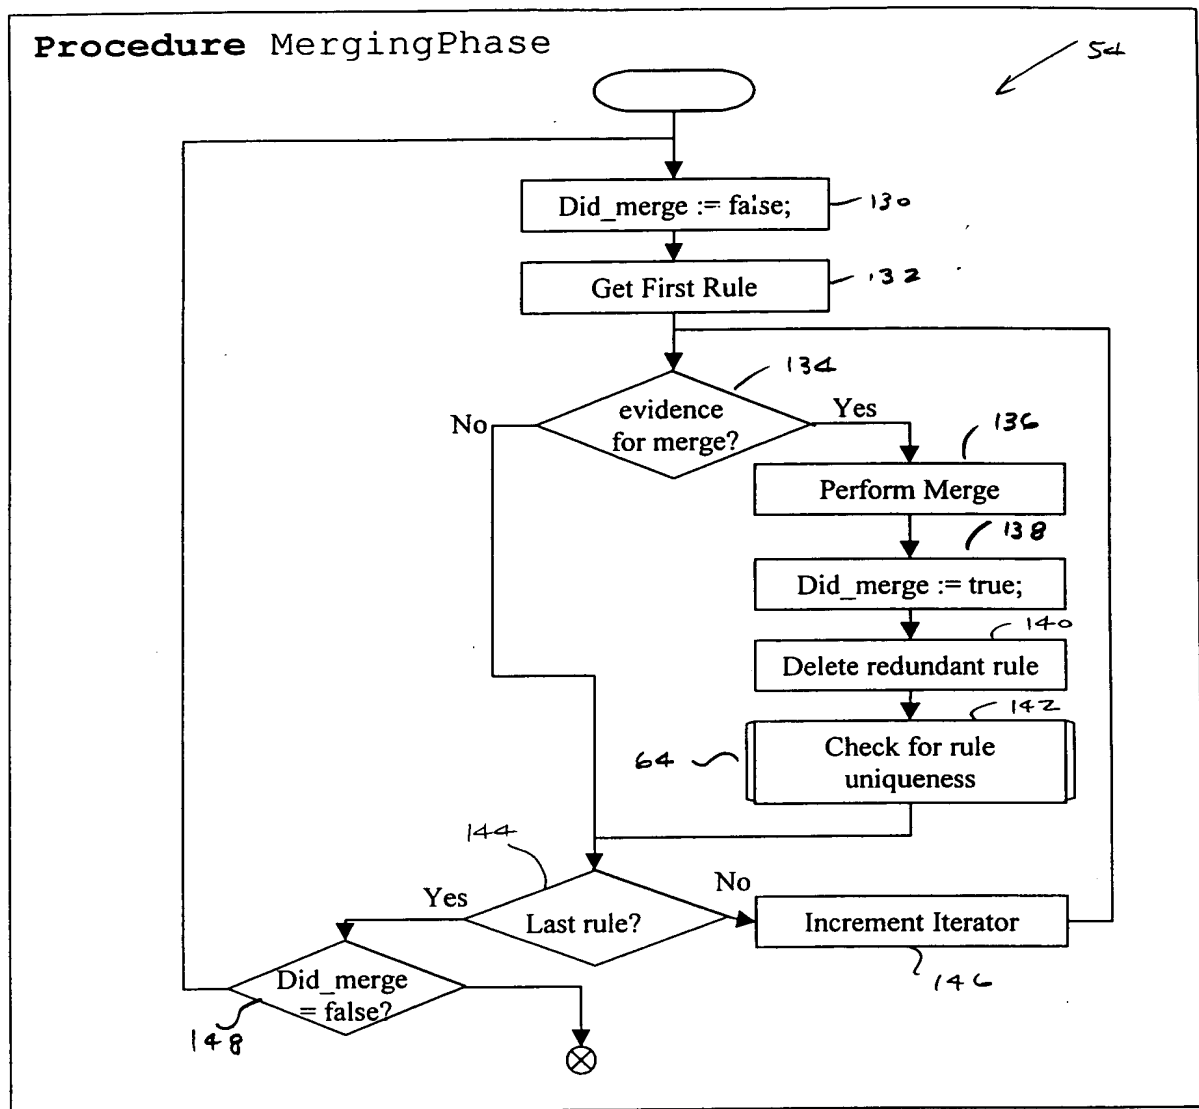 Procedure MergingPhase
54
Did_merge := false;
130
Get First Rule
132
134
evidence
for merge?
No
Yes
136
Perform Merge
138
Did_merge := true;
140
Delete redundant rule
142
Check for rule
uniqueness
64
144
Yes
No
Last rule?
Increment Iterator
146
Did_merge
= false?
148